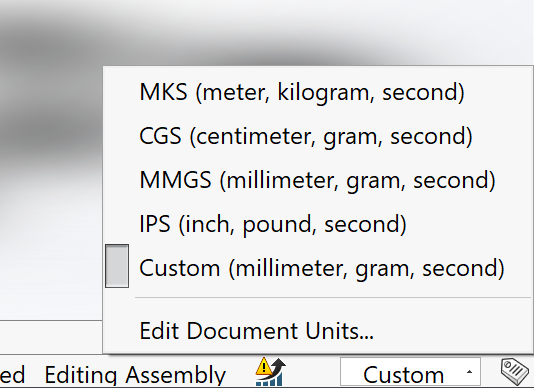 MKS (meter, kilogram, second)
CGS (centimeter, gram, second)
MMGS (millimeter, gram, second)
IPS (inch, pound, second)
Custom (millimeter, gram, second)
Edit Document Units...
ed Editing Assembly Custom